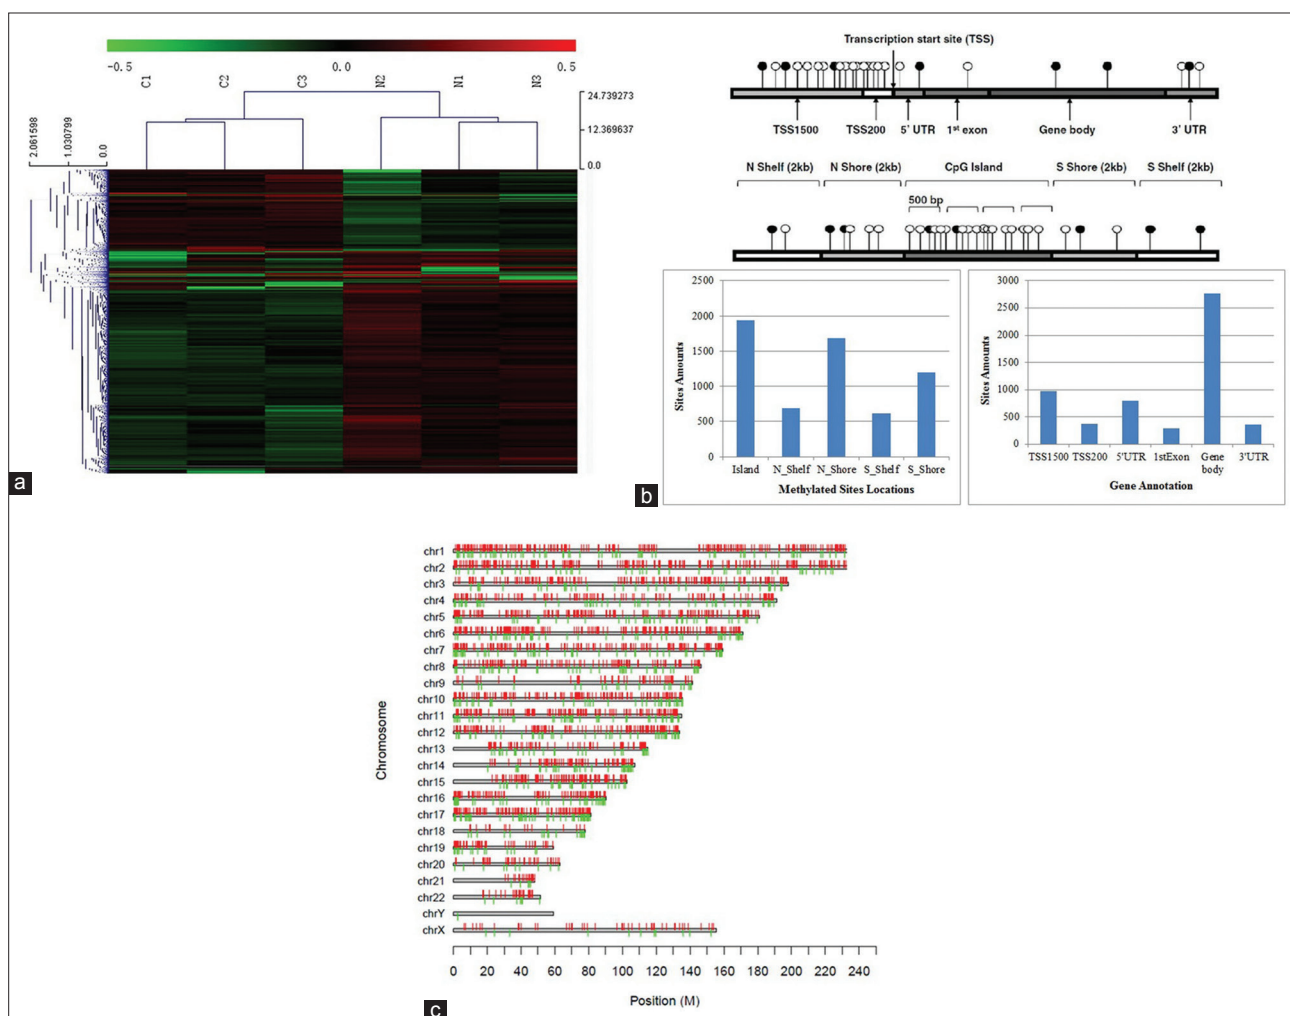 -0.5 0.0 0.5
C1 C2 C3 N2 N1 N3
24.739273
12.369637
0.0
2.061598 1.030799 0.0
a
Transcription start site (TSS)
TSS1500 TSS200 5' UTR 1st exon Gene body 3' UTR
N Shelf (2kb) N Shore (2kb) CpG Island S Shore (2kb) S Shelf (2kb)
500 bp
2500
2000
1500
1000
500
0
Sites Amounts
Island N_Shelf N_Shore S_Shelf S_Shore
Methylated Sites Locations
3000
2500
2000
1500
1000
500
0
Sites Amounts
TSS1500 TSS200 5'UTR 1stExon Gene body 3'UTR
Gene Annotation
b
Chromosome
chr1
chr2
chr3
chr4
chr5
chr6
chr7
chr8
chr9
chr10
chr11
chr12
chr13
chr14
chr15
chr16
chr17
chr18
chr19
chr20
chr21
chr22
chrY
chrX
0 20 40 60 80 100 120 140 160 180 200 220 240
Position (M)
c